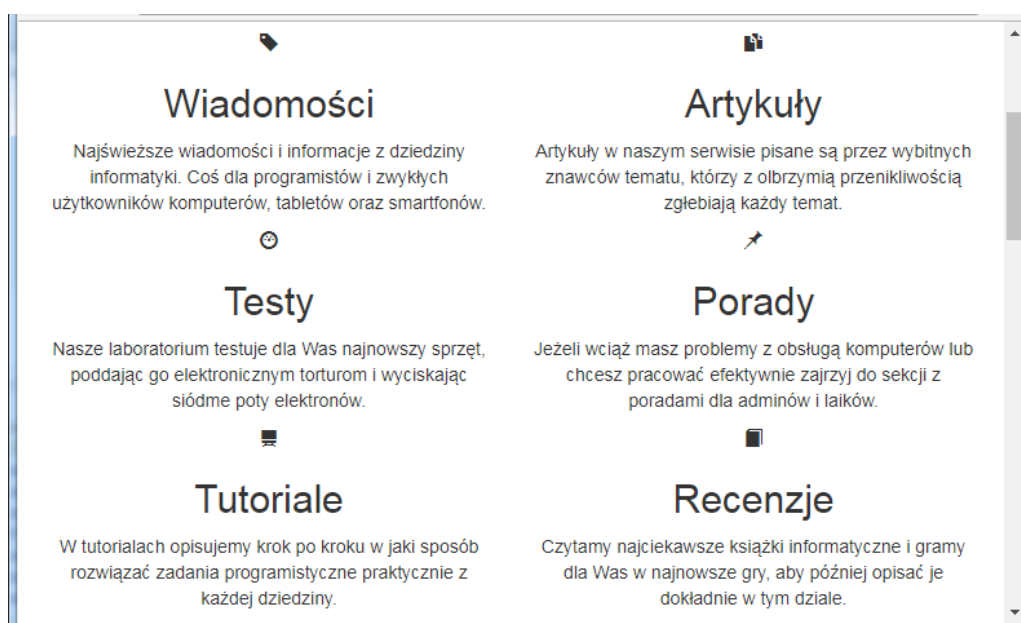 Wiadomości
Najświeższe wiadomości i informacje z dziedziny
informatyki. Coś dla programistów i zwykłych
użytkowników komputerów, tabletów oraz smartfonów.
Artykuły
Artykuły w naszym serwisie pisane są przez wybitnych
znawców tematu, którzy z olbrzymią przenikliwością
zgłebiają każdy temat.
Testy
Nasze laboratorium testuje dla Was najnowszy sprzęt,
poddając go elektronicznym torturom i wyciskając
siódme poty elektronów.
Porady
Jeżeli wciąż masz problemy z obsługą komputerów lub
chcesz pracować efektywnie zajrzyj do sekcji z
poradami dla adminów i laików.
Tutoriale
W tutorialach opisujemy krok po kroku w jaki sposób
rozwiązać zadania programistyczne praktycznie z
każdej dziedziny.
Recenzje
Czytamy najciekawsze książki informatyczne i gramy
dla Was w najnowsze gry, aby później opisać je
dokładnie w tym dziale.